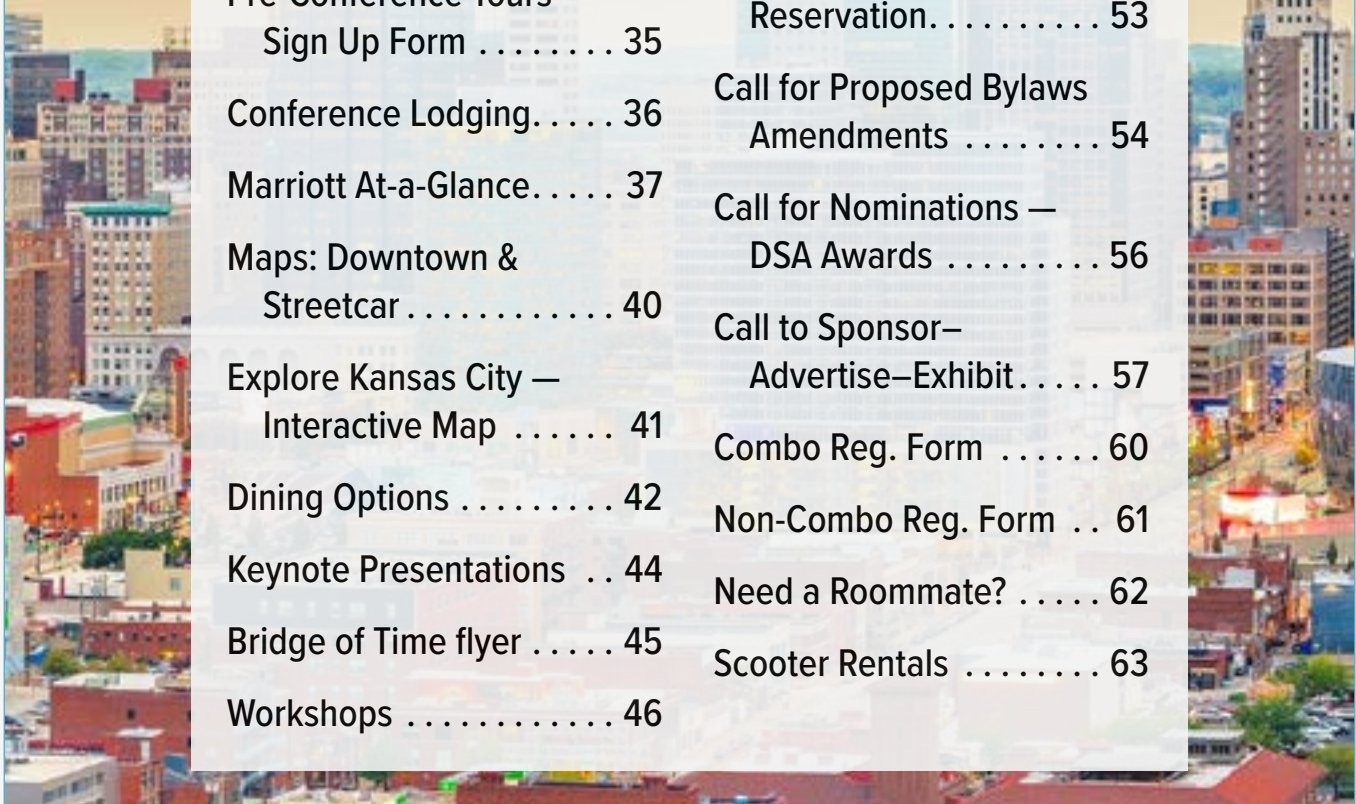 Pre-Conference Tours
Sign Up Form ........ 35
Conference Lodging..... 36
Marriott At-a-Glance..... 37
Maps: Downtown &
Streetcar ............ 40
Explore Kansas City —
Interactive Map ...... 41
Dining Options ......... 42
Keynote Presentations .. 44
Bridge of Time flyer ..... 45
Workshops ............ 46
Reservation.......... 53
Call for Proposed Bylaws
Amendments ........ 54
Call for Nominations —
DSA Awards ......... 56
Call to Sponsor–
Advertise–Exhibit..... 57
Combo Reg. Form ...... 60
Non-Combo Reg. Form .. 61
Need a Roommate? ..... 62
Scooter Rentals ........ 63